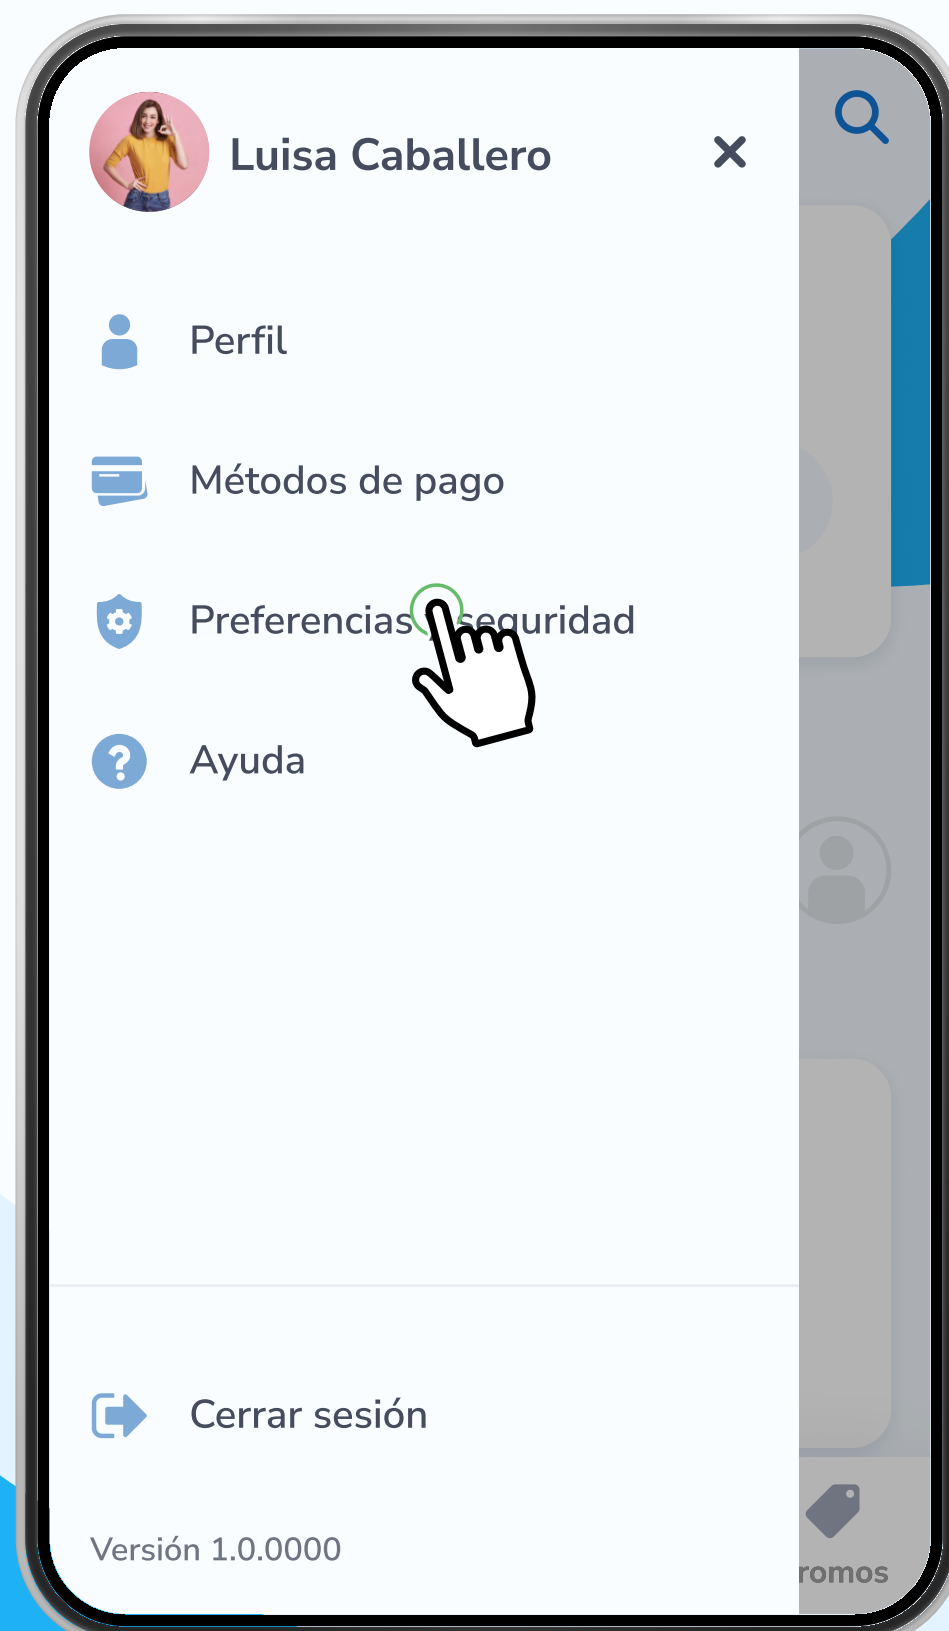 Luisa Caballero
Perfil
Métodos de pago
Preferencias seguridad
Ayuda
Cerrar sesión
Versión 1.0.0000
romos